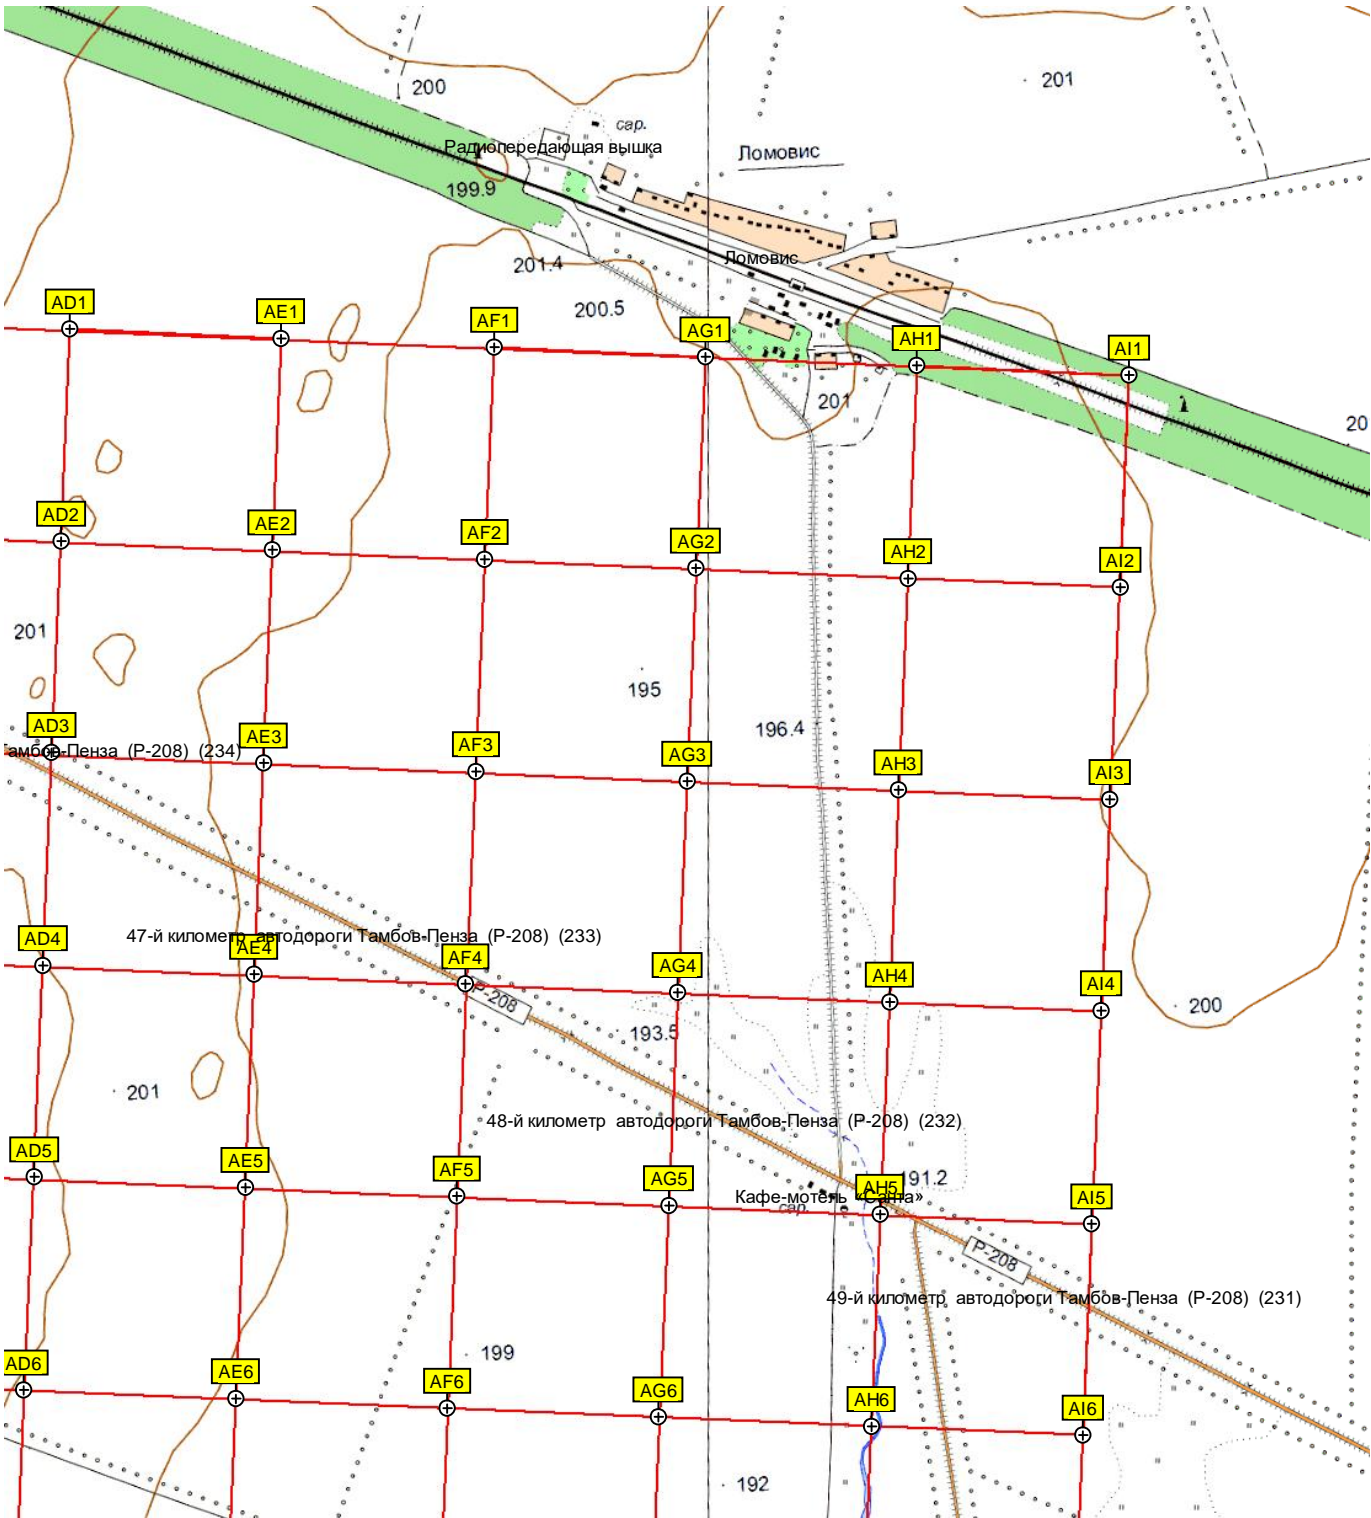 200
201
сар.
Радиопередающая вышка
Ломовис
199.9
Ломовис
201.4
200.5
AD1
AE1
AF1
AG1
AH1
AI1
201
20
AD2
AE2
AF2
AG2
AH2
AI2
201
195
196.4
AD3
AE3
AF3
AG3
AH3
AI3
Тамбов-Пенза (Р-208) (234)
47-й километр автодороги Тамбов-Пенза (Р-208) (233)
AD4
AE4
AF4
AG4
AH4
AI4
Р-208
200
193.5
201
48-й километр автодороги Тамбов-Пенза (Р-208) (232)
AD5
AE5
AF5
AG5
AH5
AI5
191.2
Кафе-мотель «Санта»
сар.
Р-208
49-й километр автодороги Тамбов-Пенза (Р-208) (231)
199
AD6
AE6
AF6
AG6
AH6
AI6
192